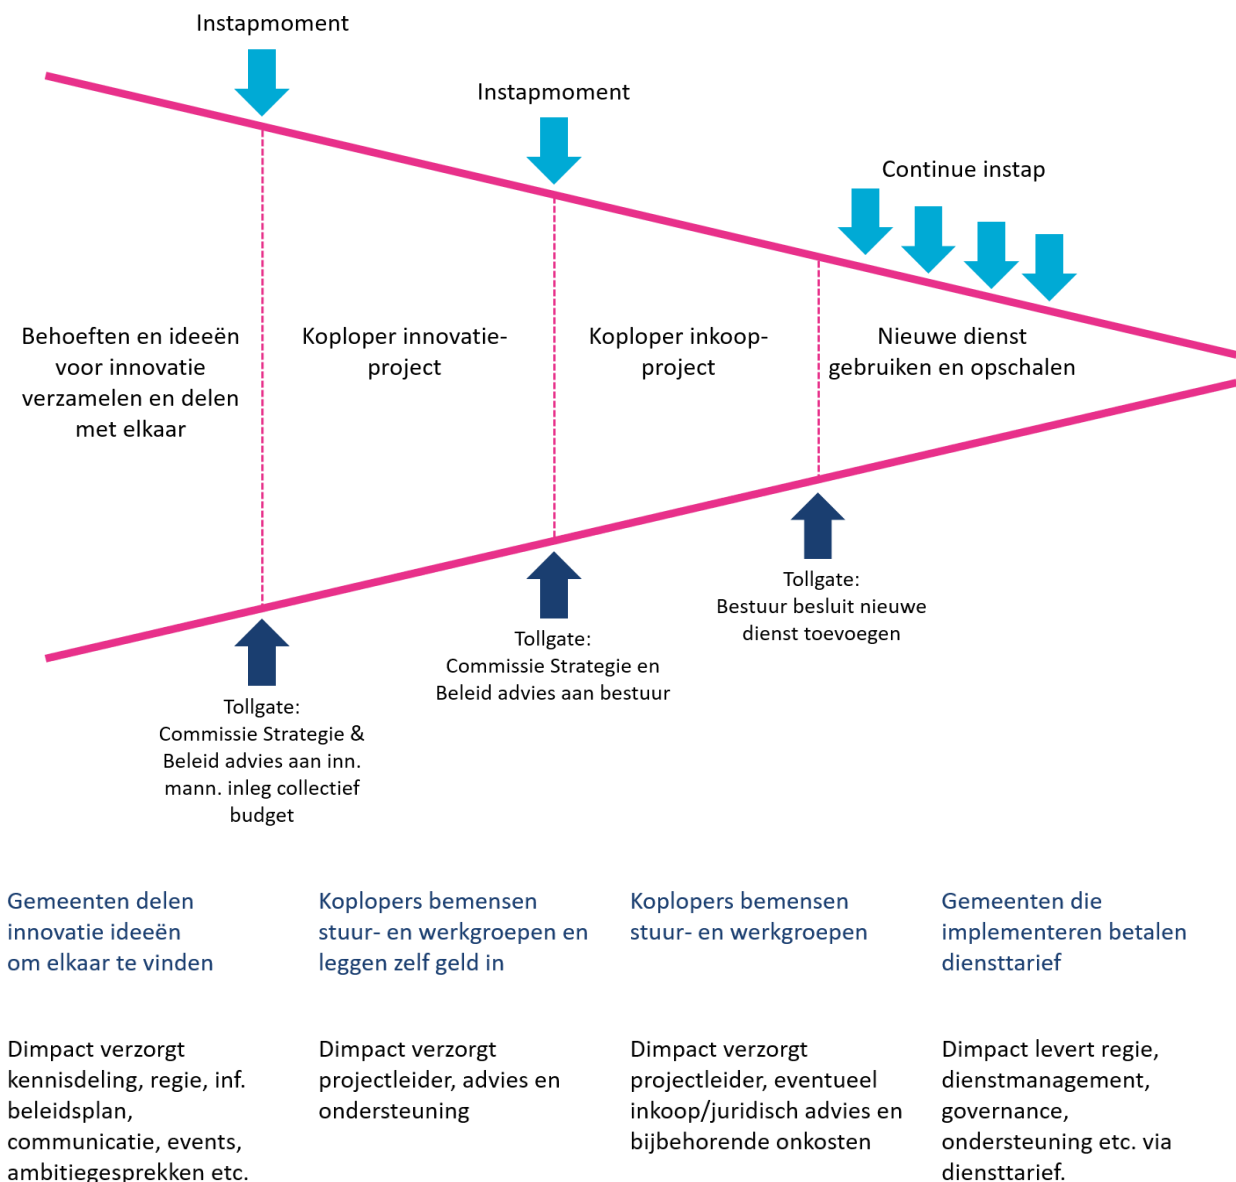 Instapmoment
Instapmoment
Continue instap
Behoeften en ideeën
voor innovatie
verzamelen en delen
met elkaar
Koploper innovatie-
project
Koploper inkoop-
project
Nieuwe dienst
gebruiken en opschalen
Tollgate:
Commissie Strategie &
Beleid advies aan inn.
mann. inleg collectief
budget
Tollgate:
Commissie Strategie en
Beleid advies aan bestuur
Tollgate:
Bestuur besluit nieuwe
dienst toevoegen
Gemeenten delen
innovatie ideeën
om elkaar te vinden
Koplopers bemensen
stuur- en werkgroepen en
leggen zelf geld in
Koplopers bemensen
stuur- en werkgroepen
Gemeenten die
implementeren betalen
diensttarief
Dimpact verzorgt
kennisdeling, regie, inf.
beleidsplan,
communicatie, events,
ambitiegesprekken etc.
Dimpact verzorgt
projectleider, advies en
ondersteuning
Dimpact verzorgt
projectleider, eventueel
inkoop/juridisch advies en
bijbehorende onkosten
Dimpact levert regie,
dienstmanagement,
governance,
ondersteuning etc. via
diensttarief.